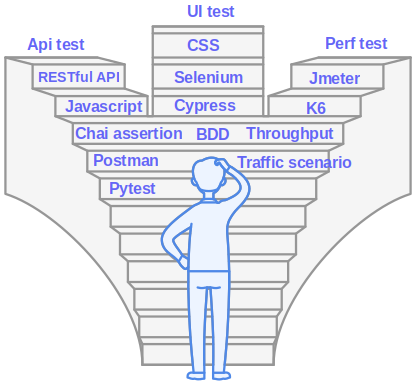 UI test
Api test
Perf test
CSS
RESTful API
Selenium
Jmeter
Javascript
Cypress
K6
Chai assertion
BDD
Throughput
Postman
Traffic scenario
Pytest